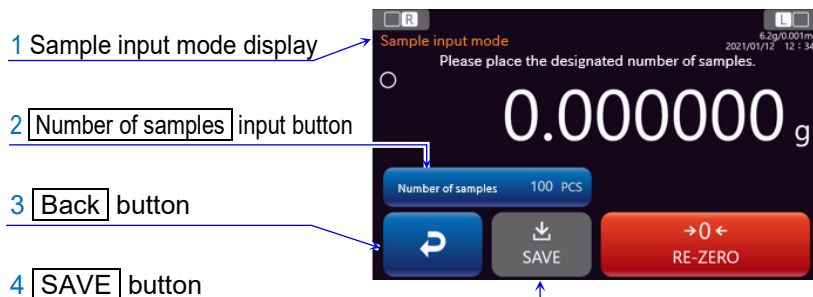 1 Sample input mode display
2 Number of samples input button
3 Back button
4 SAVE button
R
L
Sample input mode
6.2g/0.001m
2021/01/12 12:34
Please place the designated number of samples.
0.000000 g
Number of samples 100 PCS
SAVE
→0←
RE-ZERO